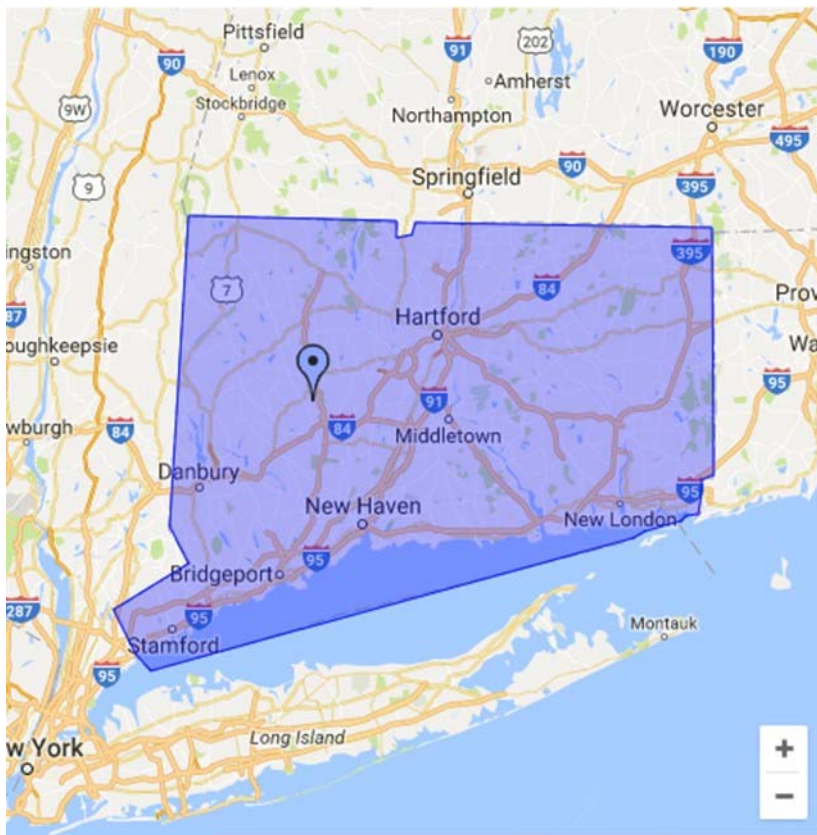 Pittsfield
91
202
190
90
Lenox
Amherst
Stockbridge
9W
Northampton
Worcester
495
90
Springfield
9
395
ingston
395
7
84
Prov
87
Hartford
oughkeepsie
Wa
95
91
wburgh
84
84
Middletown
Danbury
95
New Haven
New London
95
Bridgeport
287
95
Montauk
Stamford
95
Long Island
w York
+
−